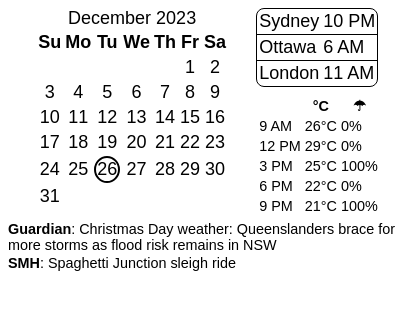 December 2023
Su Mo Tu We Th Fr Sa
1 2
3 4 5 6 7 8 9
10 11 12 13 14 15 16
17 18 19 20 21 22 23
24 25 26 27 28 29 30
31
Sydney 10 PM
Ottawa 6 AM
London 11 AM
°C ☂
9 AM 26°C 0%
12 PM 29°C 0%
3 PM 25°C 100%
6 PM 22°C 0%
9 PM 21°C 100%
Guardian: Christmas Day weather: Queenslanders brace for
more storms as flood risk remains in NSW
SMH: Spaghetti Junction sleigh ride